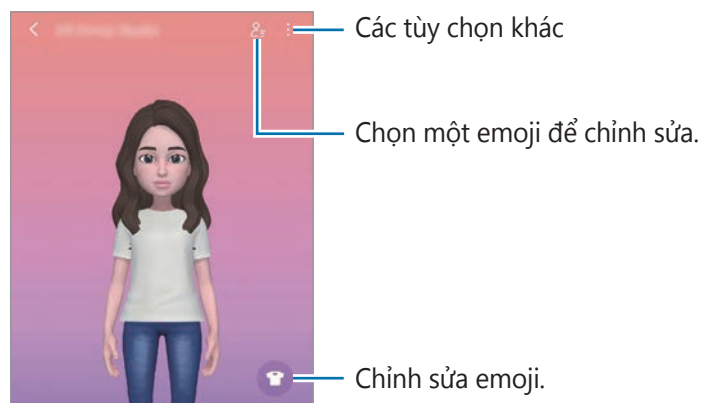 Các tùy chọn khác
Chọn một emoji để chỉnh sửa.
Chỉnh sửa emoji.